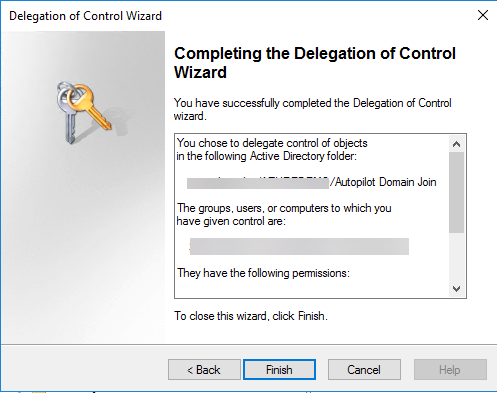 Delegation of Control Wizard
Completing the Delegation of Control
Wizard
You have successfully completed the Delegation of Control
wizard.
You chose to delegate control of objects
in the following Active Directory folder:
/Autopilot Domain Join
The groups, users, or computers to which you
have given control are:
They have the following permissions:
To close this wizard, click Finish.
< Back
Finish
Cancel
Help